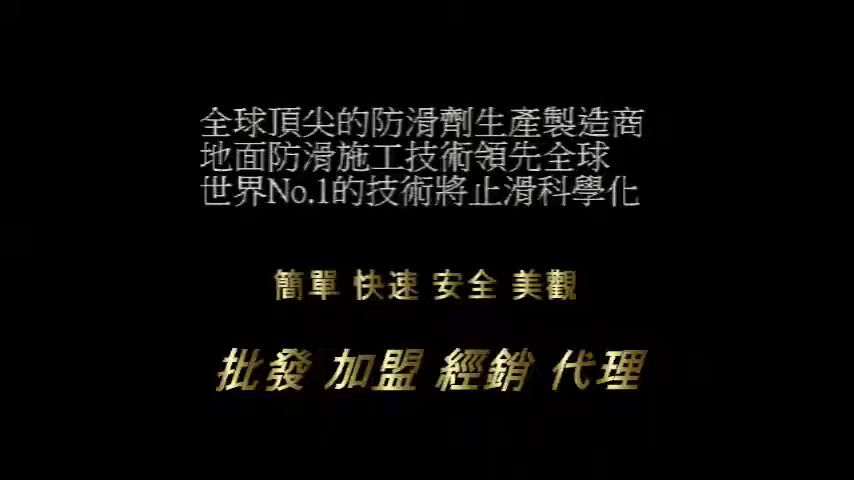 全球頂尖的防滑劑生產製造商
地面防滑施工技術領先全球
世界No.1的技術將止滑科學化
簡單 快速 安全 美觀
批發 加盟 經銷 代理